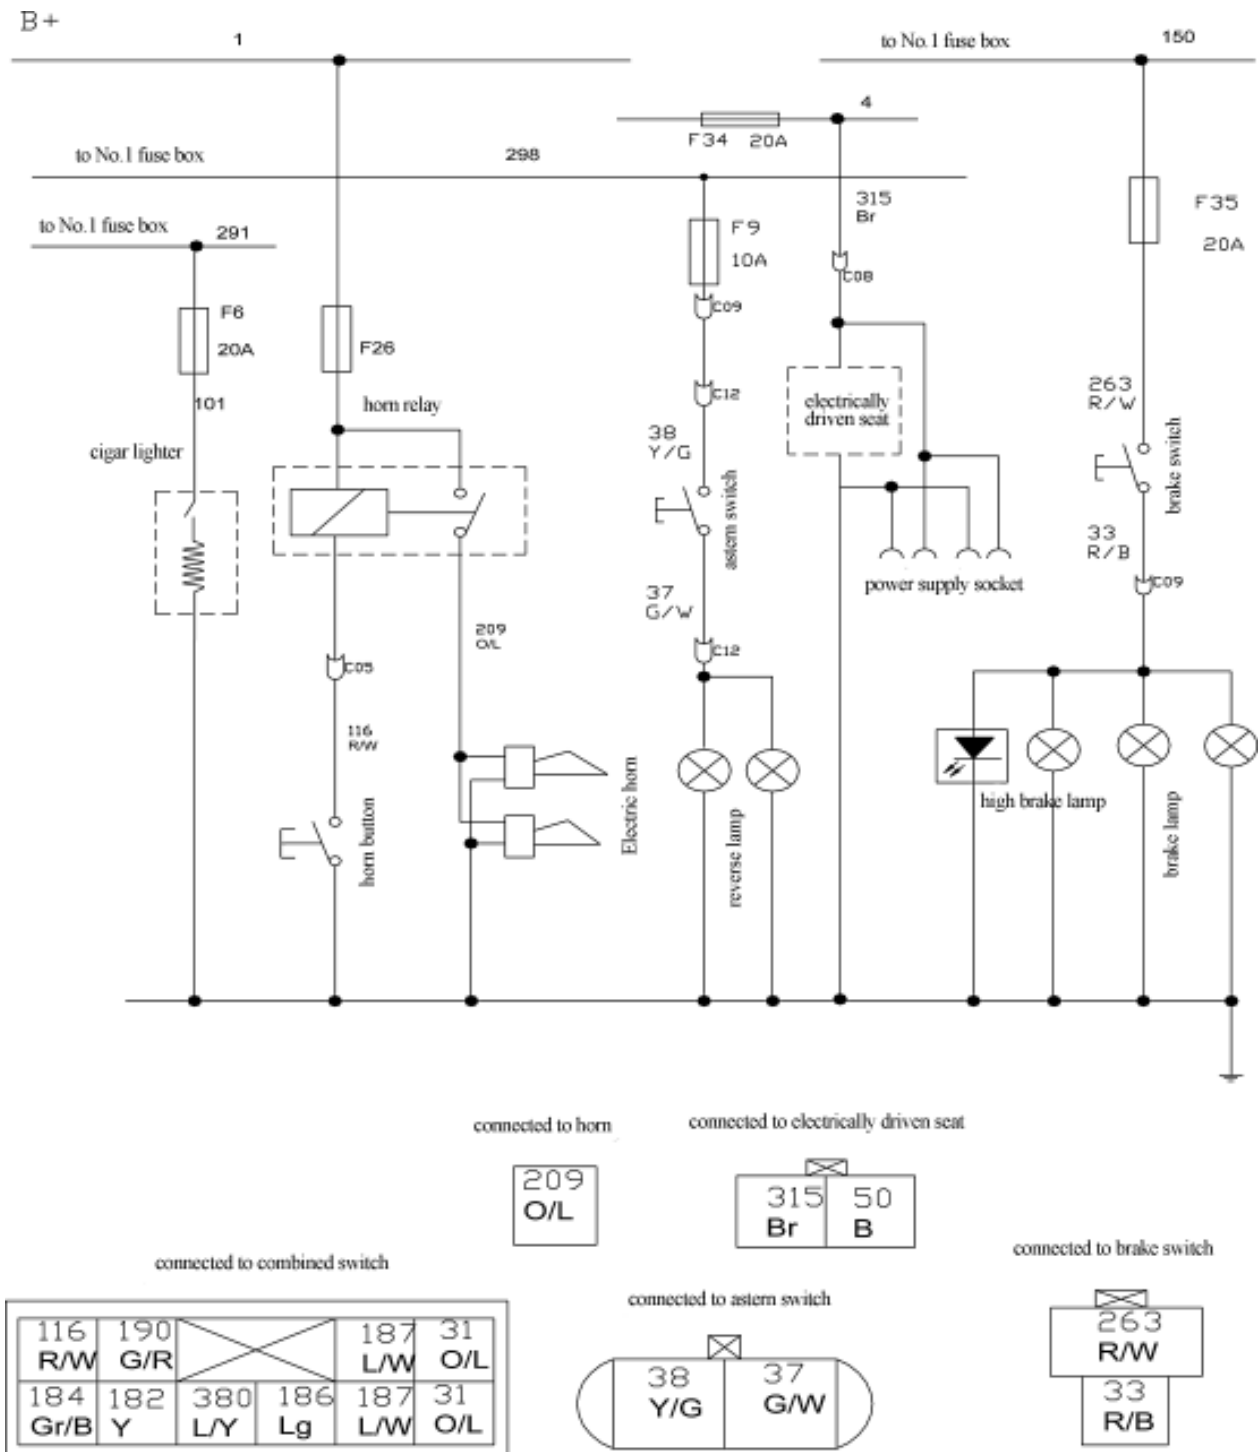 B+
1
to No.1 fuse box
150
4
F34 20A
to No.1 fuse box
298
315
Br
F35
20A
to No.1 fuse box
291
F9
10A
C08
C09
F6
20A
F26
101
horn relay
C12
electrically
driven seat
263
R/W
brake switch
cigar lighter
38
Y/G
astern switch
33
R/B
power supply socket
C09
37
G/W
209
O/L
C12
C05
116
R/W
horn button
Electric horn
reverse lamp
high brake lamp
brake lamp
connected to horn
209
O/L
connected to electrically driven seat
315
Br
50
B
connected to combined switch
116
R/W
190
G/R
187
L/W
31
O/L
184
Gr/B
182
Y
380
L/Y
186
Lg
187
L/W
31
O/L
connected to astern switch
38
Y/G
37
G/W
connected to brake switch
263
R/W
33
R/B